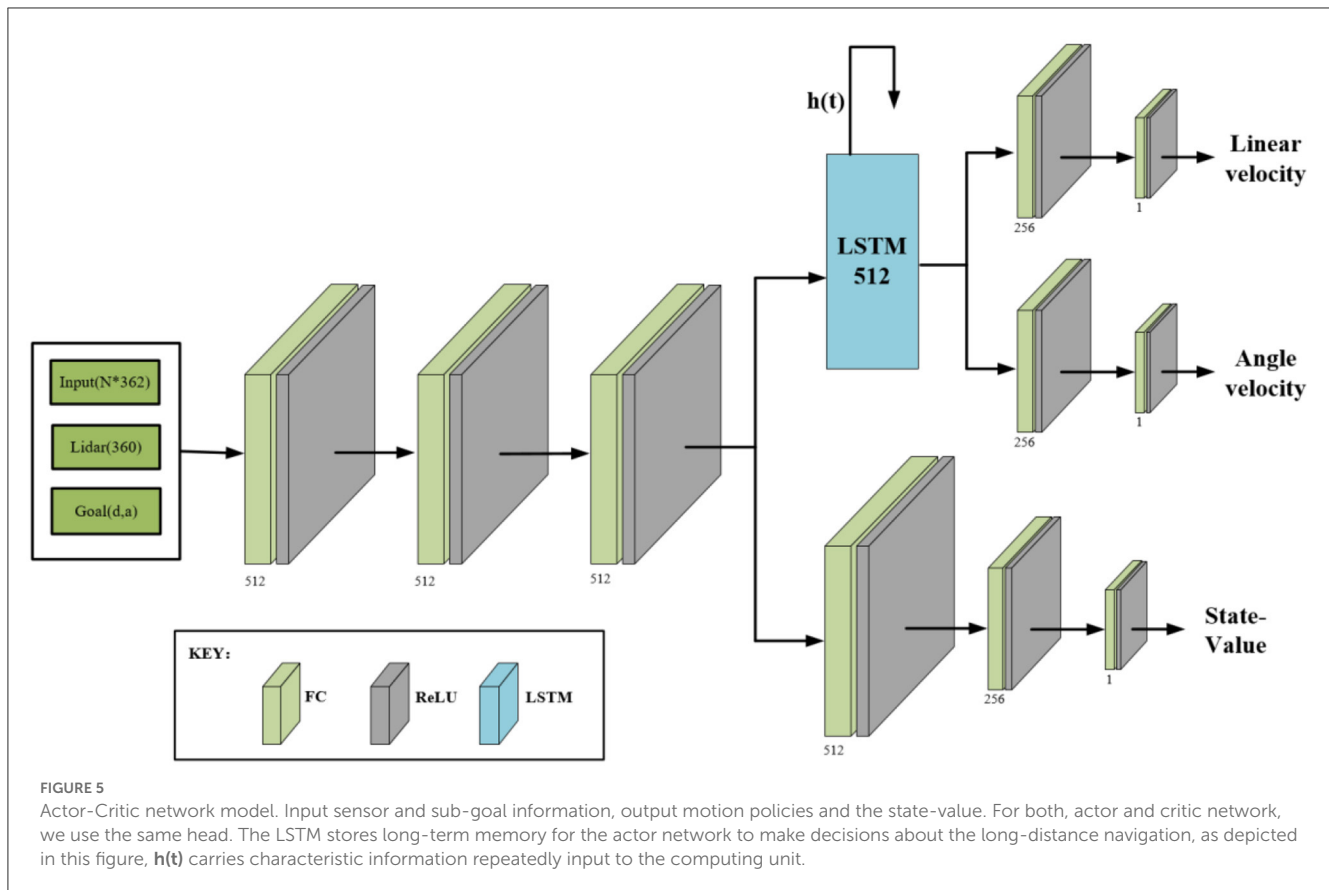 Input(N*362)
Lidar(360)
Goal(d,a)
512
512
512
h(t)
LSTM
512
256
1
Linear
velocity
256
1
Angle
velocity
512
256
1
State-
Value
KEY:
FC
ReLU
LSTM
FIGURE 5
Actor-Critic network model. Input sensor and sub-goal information, output motion policies and the state-value. For both, actor and critic network,
we use the same head. The LSTM stores long-term memory for the actor network to make decisions about the long-distance navigation, as depicted
in this figure, h(t) carries characteristic information repeatedly input to the computing unit.